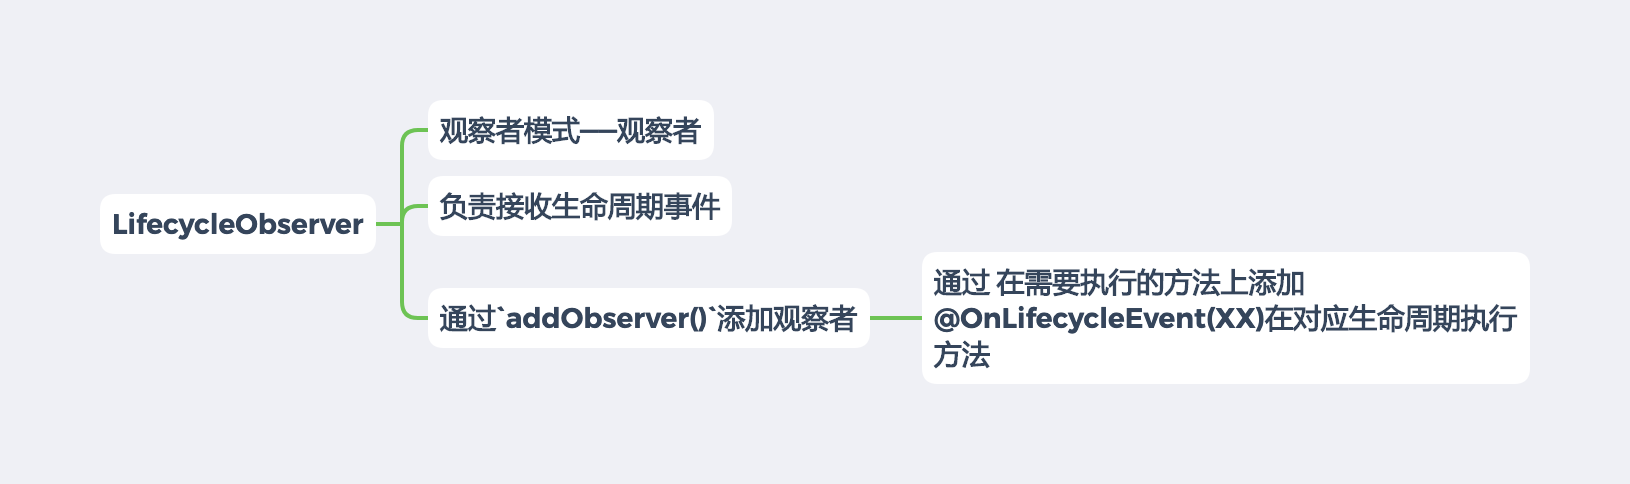 LifecycleObserver
观察者模式——观察者
负责接收生命周期事件
通过`addObserver()`添加观察者
通过 在需要执行的方法上添加
@OnLifecycleEvent(XX)在对应生命周期执行
方法